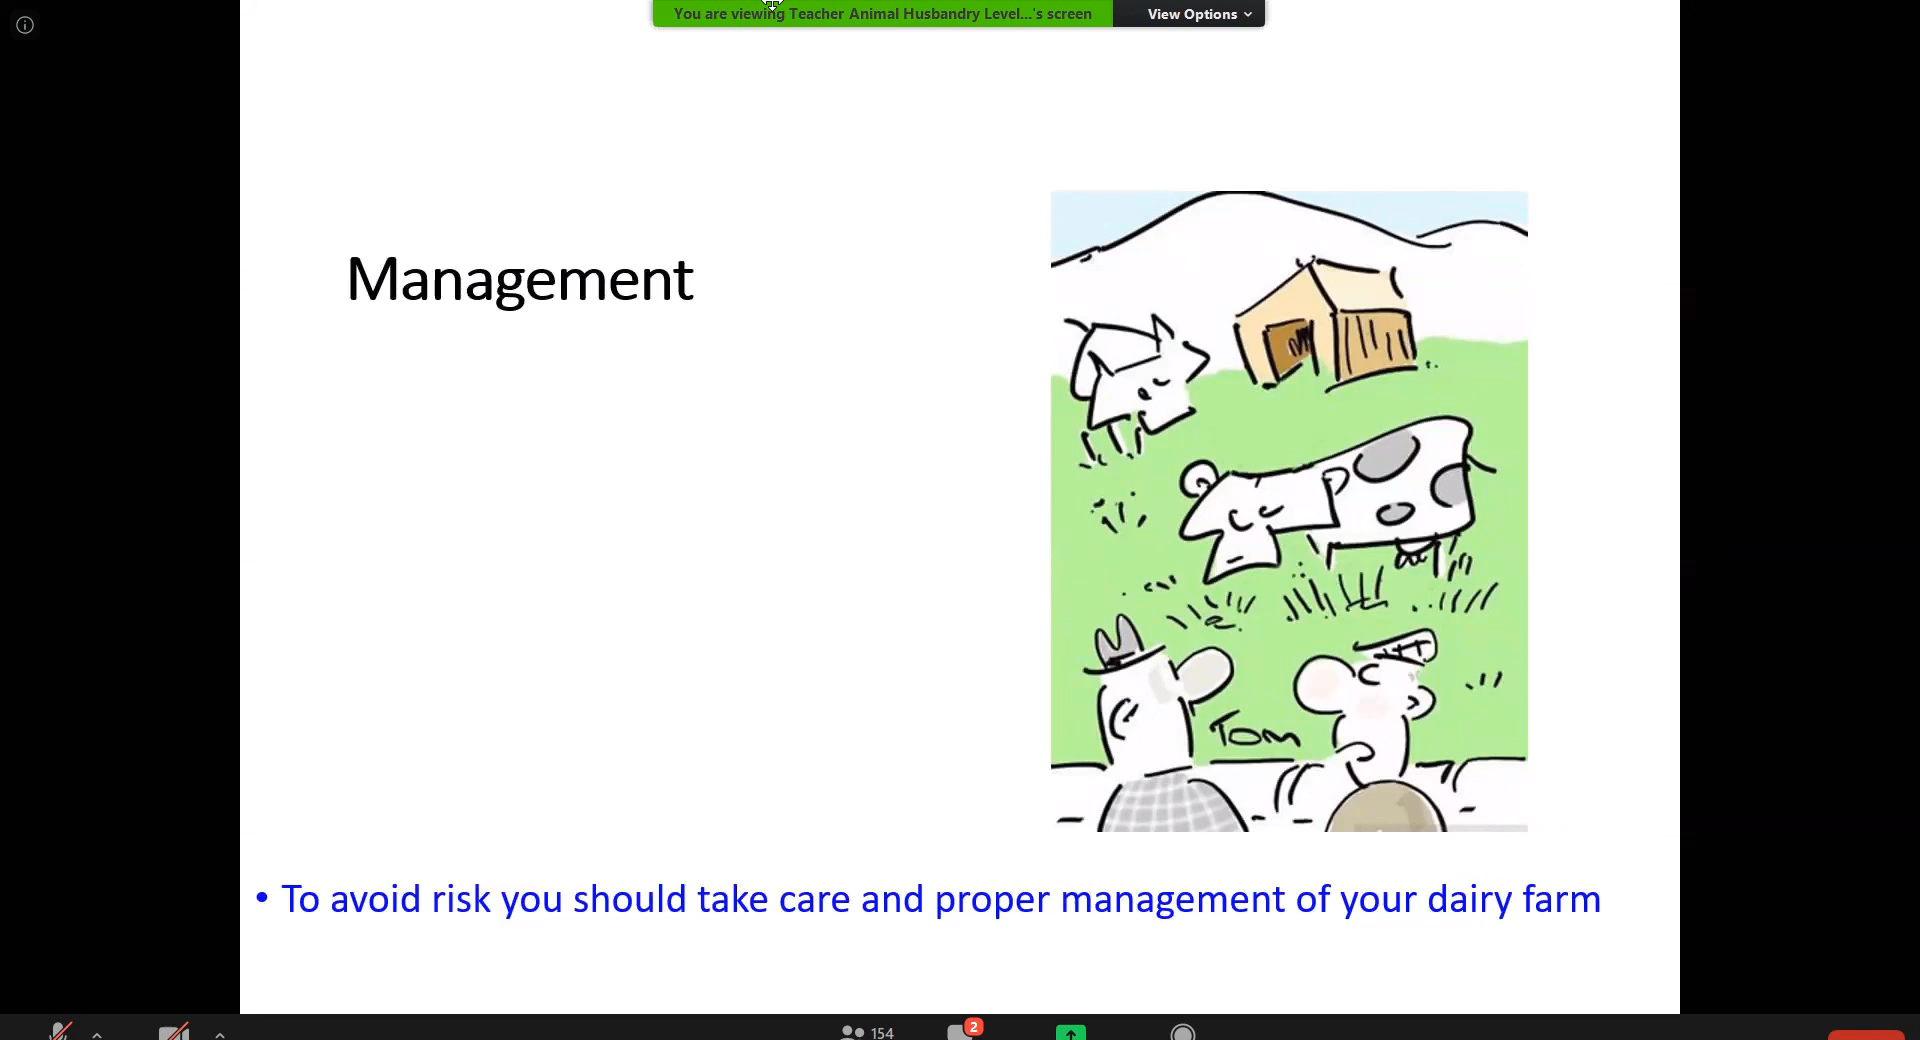 You are viewing Teacher Animal Husbandry Level...'s screen
View Options
Management
Tom
• To avoid risk you should take care and proper management of your dairy farm
154
2